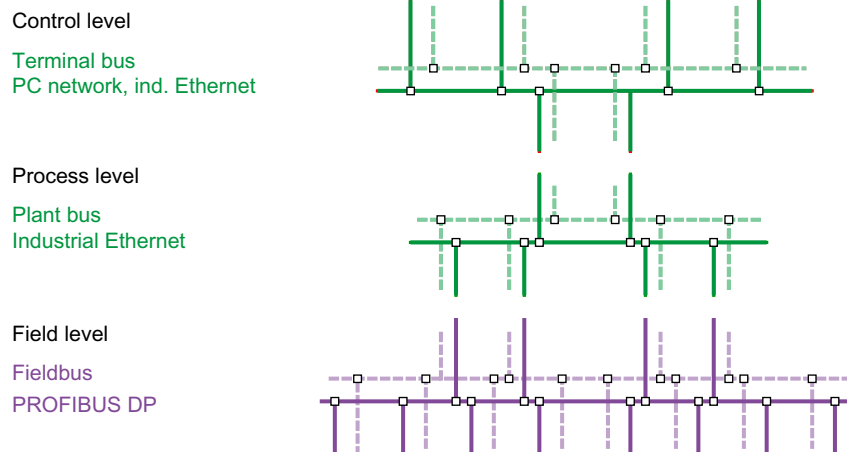 Control level
Terminal bus
PC network, ind. Ethernet
Process level
Plant bus
Industrial Ethernet
Field level
Fieldbus
PROFIBUS DP